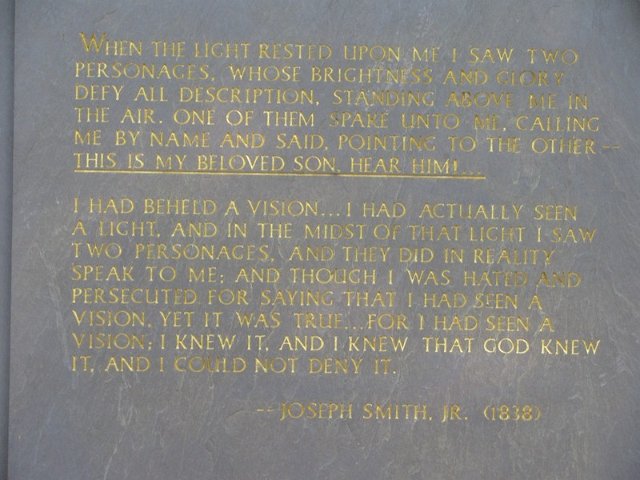 WHEN THE LIGHT RESTED UPON ME I SAW TWO
PERSONAGES, WHOSE BRIGHTNESS AND GLORY
DEFY ALL DESCRIPTION, STANDING ABOVE ME IN
THE AIR. ONE OF THEM SPAKE UNTO ME, CALLING
ME BY NAME AND SAID, POINTING TO THE OTHER--
THIS IS MY BELOVED SON. HEAR HIM!...
I HAD BEHELD A VISION... I HAD ACTUALLY SEEN
A LIGHT, AND IN THE MIDST OF THAT LIGHT I SAW
TWO PERSONAGES, AND THEY DID IN REALITY
SPEAK TO ME; AND THOUGH I WAS HATED AND
PERSECUTED FOR SAYING THAT I HAD SEEN A
VISION, YET IT WAS TRUE...FOR I HAD SEEN A
VISION; I KNEW IT, AND I KNEW THAT GOD KNEW
IT, AND I COULD NOT DENY IT.
--JOSEPH SMITH, JR. (1838)